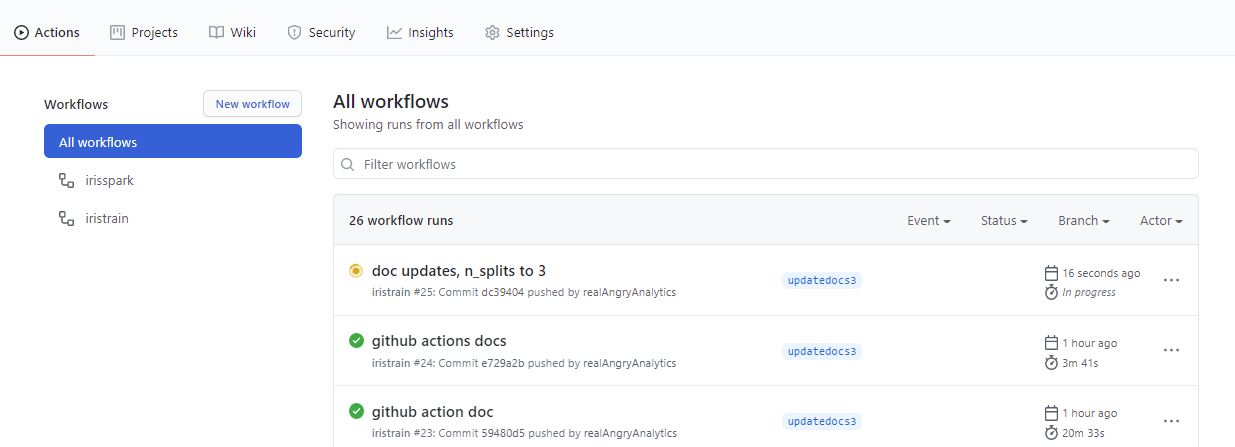 Actions Projects Wiki Security Insights Settings
Workflows New workflow
All workflows
irisspark
iristrain
All workflows
Showing runs from all workflows
Filter workflows
26 workflow runs Event Status Branch Actor
doc updates, n_splits to 3
iristrain #25: Commit dc39404 pushed by realAngryAnalytics
updatedocs3
16 seconds ago
In progress
github actions docs
iristrain #24: Commit e729a2b pushed by realAngryAnalytics
updatedocs3
1 hour ago
3m 41s
github action doc
iristrain #23: Commit 59480d5 pushed by realAngryAnalytics
updatedocs3
1 hour ago
20m 33s